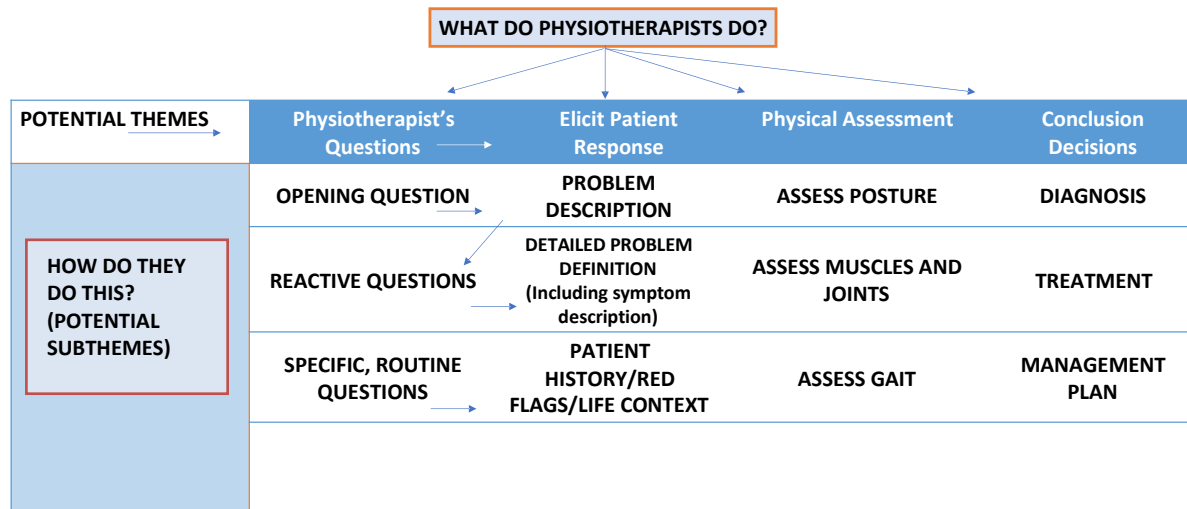 WHAT DO PHYSIOTHERAPISTS DO?
POTENTIAL THEMES
Physiotherapist’s
Questions
Elicit Patient
Response
Physical Assessment
Conclusion
Decisions
HOW DO THEY
DO THIS?
(POTENTIAL
SUBTHEMES)
OPENING QUESTION
PROBLEM
DESCRIPTION
ASSESS POSTURE
DIAGNOSIS
REACTIVE QUESTIONS
DETAILED PROBLEM
DEFINITION
(Including symptom
description)
ASSESS MUSCLES AND
JOINTS
TREATMENT
SPECIFIC, ROUTINE
QUESTIONS
PATIENT
HISTORY/RED
FLAGS/LIFE CONTEXT
ASSESS GAIT
MANAGEMENT
PLAN